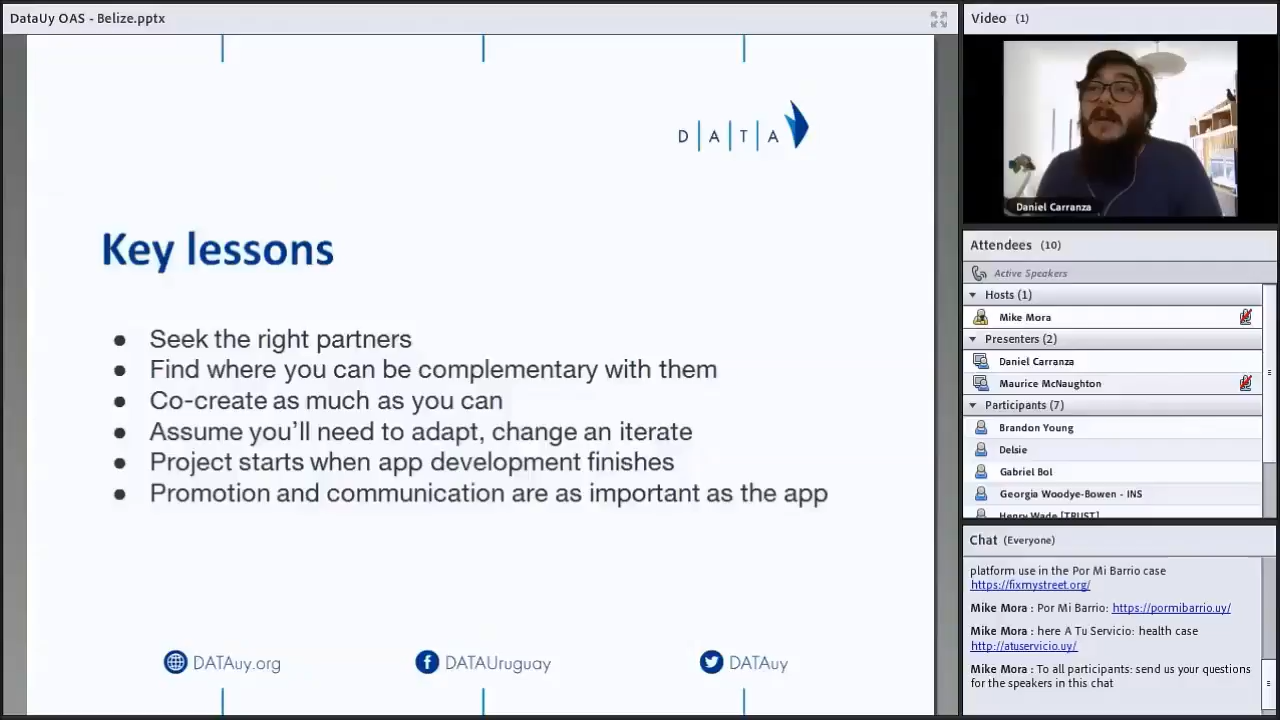 DataUy OAS - Belize.pptx
D|A|T|A
Key lessons
● Seek the right partners
● Find where you can be complementary with them
● Co-create as much as you can
● Assume you'll need to adapt, change an iterate
● Project starts when app development finishes
● Promotion and communication are as important as the app
DATAuy.org
DATAUruguay
DATAuy
Video (1)
Daniel Carranza
Attendees (10)
Active Speakers
Hosts (1)
Mike Mora
Presenters (2)
Daniel Carranza
Maurice McNaughton
Participants (7)
Brandon Young
Delsie
Gabriel Bol
Georgia Woodye-Bowen - INS
Henry Wade [TRUST]
Chat (Everyone)
platform use in the Por Mi Barrio case
https://fixmystreet.org/
Mike Mora : Por Mi Barrio: https://pormibarrio.uy/
Mike Mora : here A Tu Servicio: health case
http://atuservicio.uy/
Mike Mora : To all participants: send us your questions
for the speakers in this chat